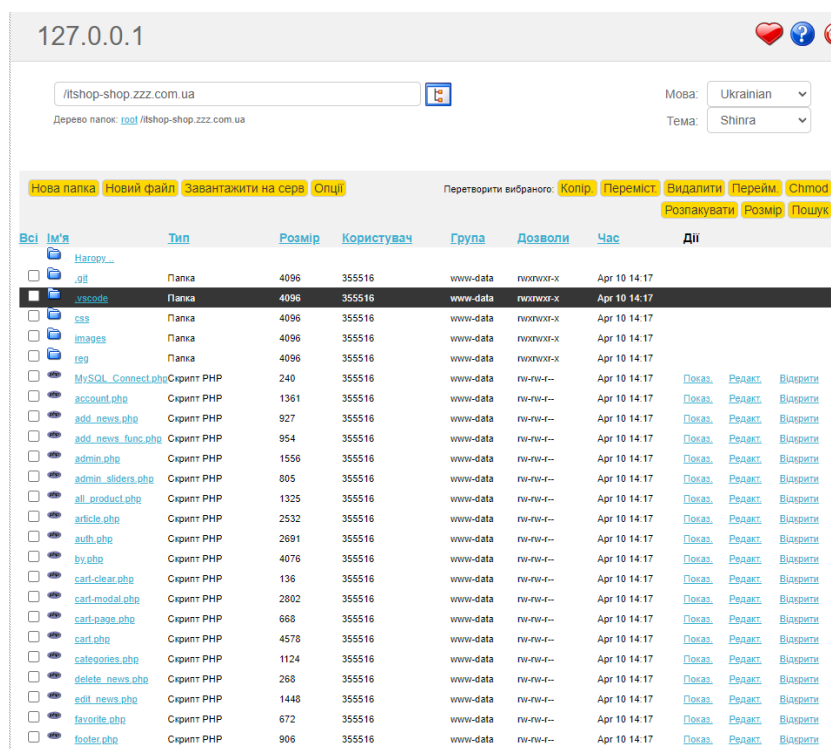 127.0.0.1
/itshop-shop.zzz.com.ua
Мова: Ukrainian
Дерево папок: root /itshop-shop.zzz.com.ua
Тема: Shinra
Нова папка Новий файл Завантажити на серв Опції Перетворити вибраного: Копір. Переміст. Видалити Перейм. Chmod
Розпакувати Розмір Пошук
Всі Ім'я Тип Розмір Користувач Група Дозволи Час Дії
Нагору ..
.git Папка 4096 355516 www-data rwxrwxr-x Apr 10 14:17
.vscode Папка 4096 355516 www-data rwxrwxr-x Apr 10 14:17
css Папка 4096 355516 www-data rwxrwxr-x Apr 10 14:17
images Папка 4096 355516 www-data rwxrwxr-x Apr 10 14:17
reg Папка 4096 355516 www-data rwxrwxr-x Apr 10 14:17
MySQL_Connect.php Скрипт PHP 240 355516 www-data rw-rw-r-- Apr 10 14:17 Показ. Редакт. Відкрити
account.php Скрипт PHP 1361 355516 www-data rw-rw-r-- Apr 10 14:17 Показ. Редакт. Відкрити
add_news.php Скрипт PHP 927 355516 www-data rw-rw-r-- Apr 10 14:17 Показ. Редакт. Відкрити
add_news_func.php Скрипт PHP 954 355516 www-data rw-rw-r-- Apr 10 14:17 Показ. Редакт. Відкрити
admin.php Скрипт PHP 1556 355516 www-data rw-rw-r-- Apr 10 14:17 Показ. Редакт. Відкрити
admin_sliders.php Скрипт PHP 805 355516 www-data rw-rw-r-- Apr 10 14:17 Показ. Редакт. Відкрити
all_product.php Скрипт PHP 1325 355516 www-data rw-rw-r-- Apr 10 14:17 Показ. Редакт. Відкрити
article.php Скрипт PHP 2532 355516 www-data rw-rw-r-- Apr 10 14:17 Показ. Редакт. Відкрити
auth.php Скрипт PHP 2691 355516 www-data rw-rw-r-- Apr 10 14:17 Показ. Редакт. Відкрити
by.php Скрипт PHP 4076 355516 www-data rw-rw-r-- Apr 10 14:17 Показ. Редакт. Відкрити
cart-clear.php Скрипт PHP 136 355516 www-data rw-rw-r-- Apr 10 14:17 Показ. Редакт. Відкрити
cart-modal.php Скрипт PHP 2802 355516 www-data rw-rw-r-- Apr 10 14:17 Показ. Редакт. Відкрити
cart-page.php Скрипт PHP 668 355516 www-data rw-rw-r-- Apr 10 14:17 Показ. Редакт. Відкрити
cart.php Скрипт PHP 4578 355516 www-data rw-rw-r-- Apr 10 14:17 Показ. Редакт. Відкрити
categories.php Скрипт PHP 1124 355516 www-data rw-rw-r-- Apr 10 14:17 Показ. Редакт. Відкрити
delete_news.php Скрипт PHP 268 355516 www-data rw-rw-r-- Apr 10 14:17 Показ. Редакт. Відкрити
edit_news.php Скрипт PHP 1448 355516 www-data rw-rw-r-- Apr 10 14:17 Показ. Редакт. Відкрити
favorite.php Скрипт PHP 672 355516 www-data rw-rw-r-- Apr 10 14:17 Показ. Редакт. Відкрити
footer.php Скрипт PHP 906 355516 www-data rw-rw-r-- Apr 10 14:17 Показ. Редакт. Відкрити